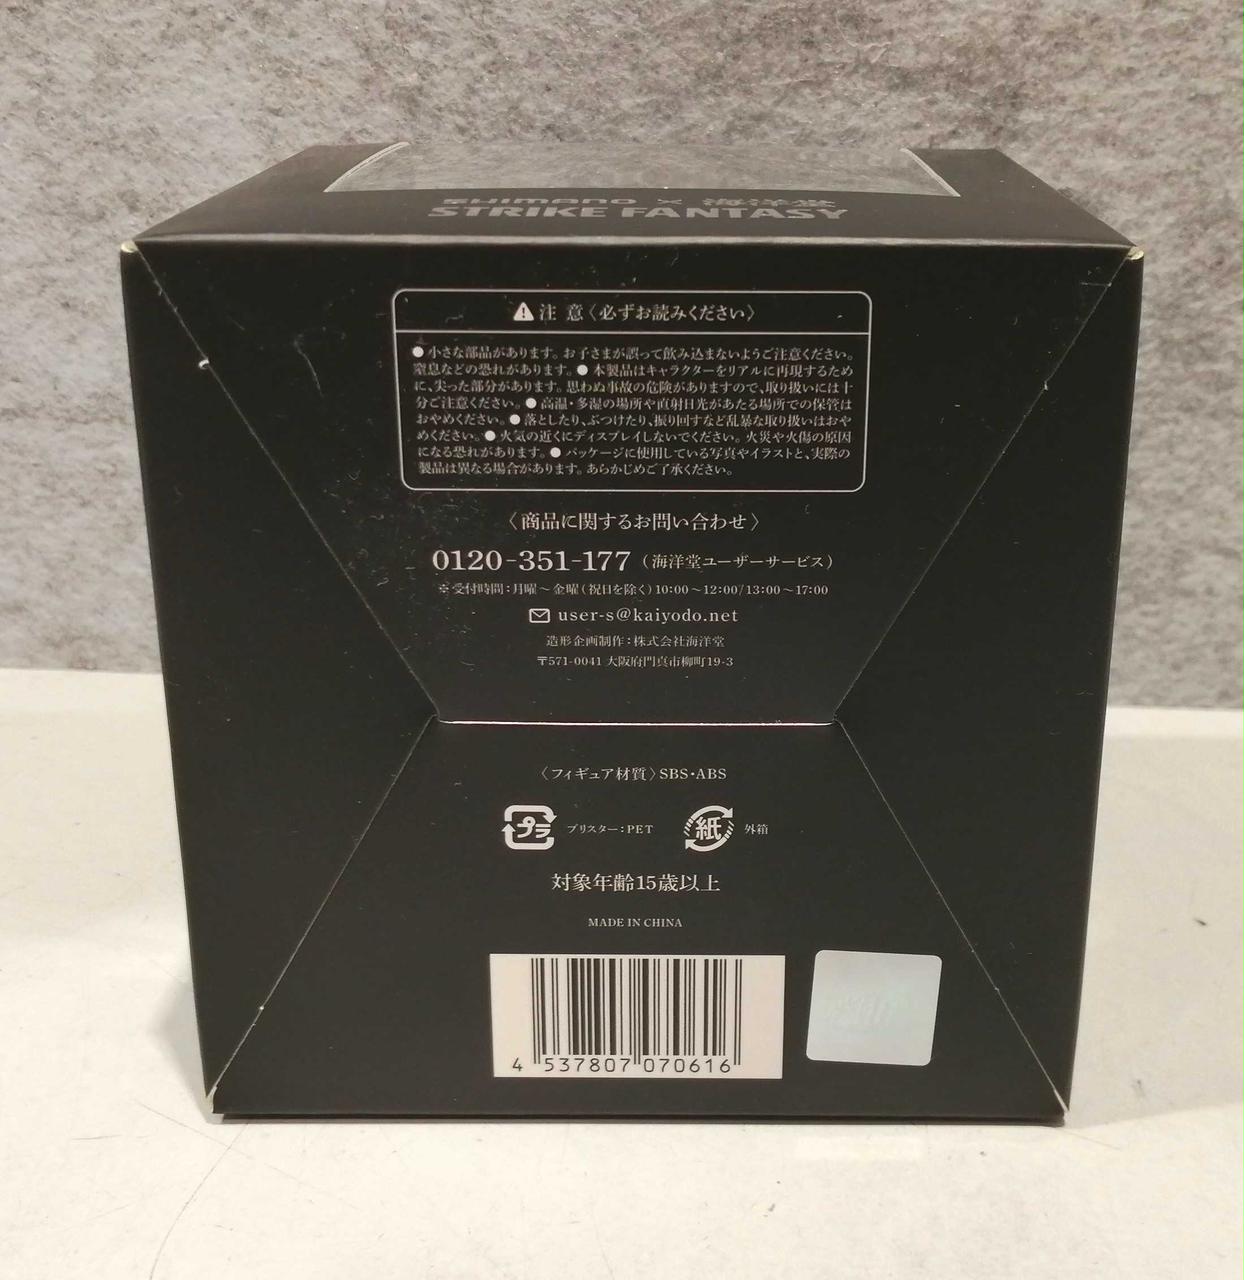 SHIMANO × 海洋堂
STRIKE FANTASY
注 意〈必ずお読みください〉
● 小さな部品があります。お子さまが誤って飲み込まないようご注意ください。
窒息などの恐れがあります。● 本製品はキャラクターをリアルに再現するため
に、尖った部分があります。思わぬ事故の危険がありますので、取り扱いには十
分ご注意ください。● 高温・多湿の場所や直射日光があたる場所での保管は
おやめください。● 落としたり、ぶつけたり、振り回すなど乱暴な取り扱いはおや
めください。● 火気の近くにディスプレイしないでください。火災や火傷の原因
になる恐れがあります。● パッケージに使用している写真やイラストと、実際の
製品は異なる場合があります。あらかじめご了承ください。
〈商品に関するお問い合わせ〉
0120-351-177（海洋堂ユーザーサービス）
※受付時間：月曜～金曜（祝日を除く）10:00～12:00/13:00～17:00
user-s@kaiyodo.net
造形企画制作：株式会社海洋堂
〒571-0041 大阪府門真市柳町19-3
〈フィギュア材質〉SBS・ABS
プラ ブリスター：PET 紙 外箱
対象年齢15歳以上
MADE IN CHINA
4 537807 070616